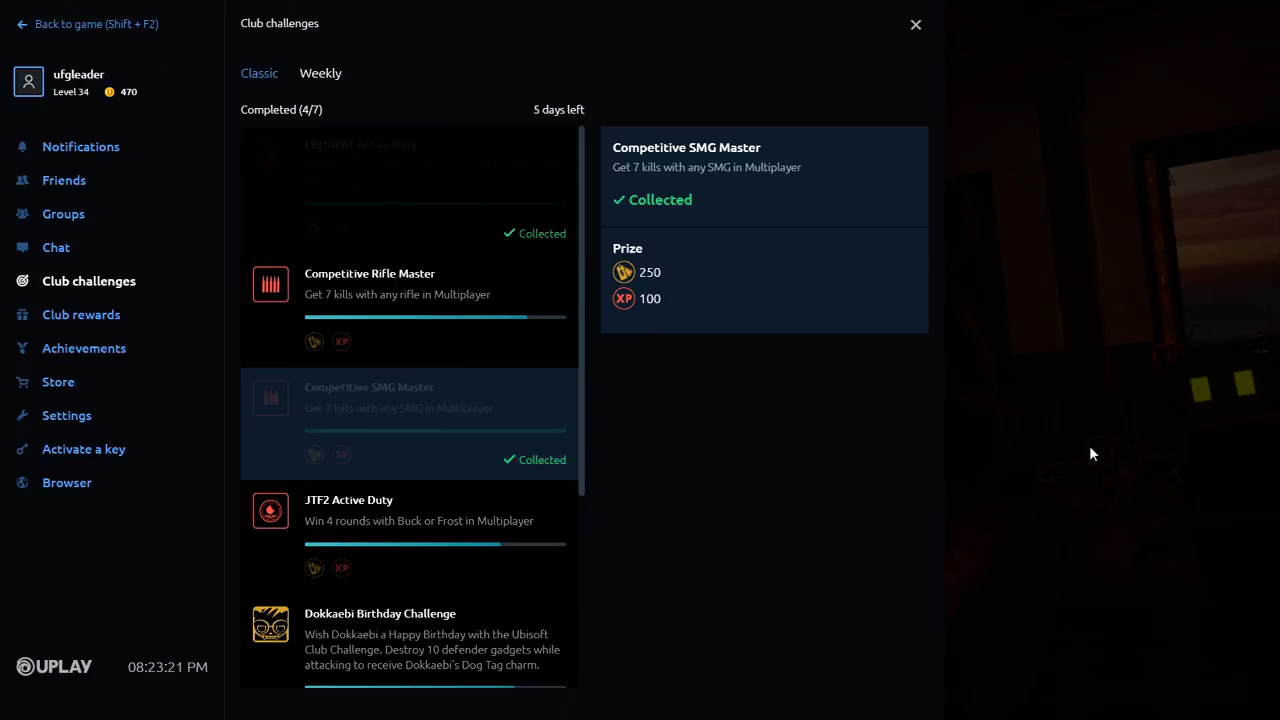 Back to game (Shift + F2)
ufgleader
Level 34
470
Notifications
Friends
Groups
Chat
Club challenges
Club rewards
Achievements
Store
Settings
Activate a key
Browser
UPLAY
08:23:21 PM
Club challenges
Classic
Weekly
Completed (4/7)
5 days left
FBI SWAT Active Duty
Collected
Competitive Rifle Master
Get 7 kills with any rifle in Multiplayer
XP
Competitive SMG Master
Get 7 kills with any SMG in Multiplayer
XP
Collected
JTF2 Active Duty
Win 4 rounds with Buck or Frost in Multiplayer
XP
Dokkaebi Birthday Challenge
Wish Dokkaebi a Happy Birthday with the Ubisoft
Club Challenge. Destroy 10 defender gadgets while
attacking to receive Dokkaebi's Dog Tag charm.
Competitive SMG Master
Get 7 kills with any SMG in Multiplayer
Collected
Prize
250
XP 100